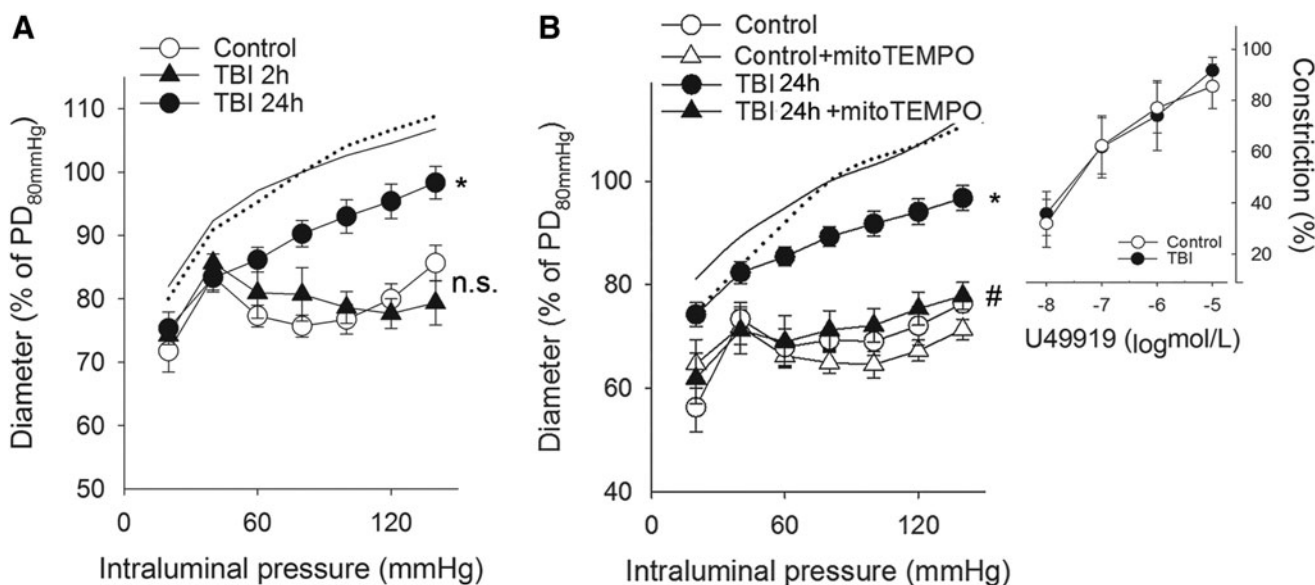 A
Control
TBI 2h
TBI 24h
Diameter (% of PD80mmHg)
110
100
90
80
70
60
50
*
n.s.
0
60
120
Intraluminal pressure (mmHg)
B
Control
Control+mitoTEMPO
TBI 24h
TBI 24h +mitoTEMPO
Diameter (% of PD80mmHg)
100
80
60
40
*
#
0
60
120
Intraluminal pressure (mmHg)
100
80
60
40
20
Constriction (%)
Control
TBI
-8
-7
-6
-5
U49919 (logmol/L)